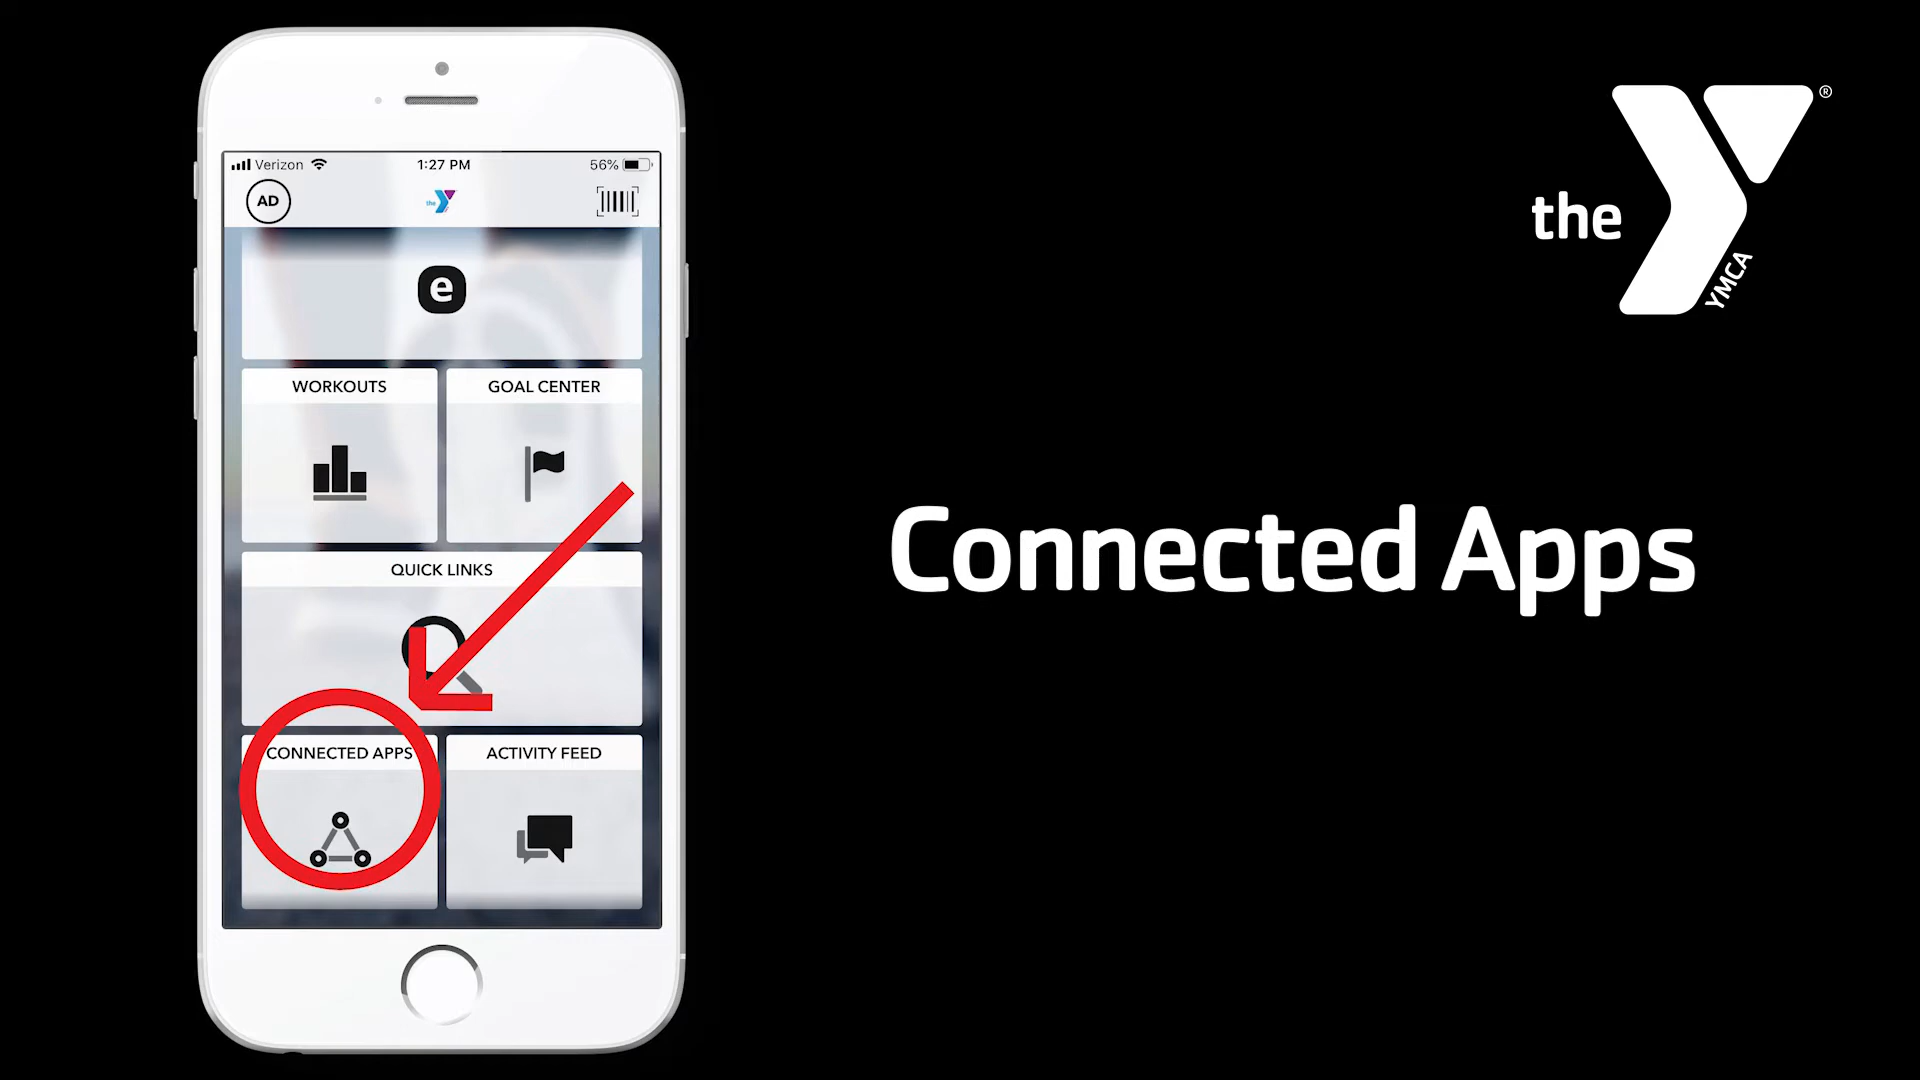 Verizon 1:27 PM 56%
AD
the
e
WORKOUTS GOAL CENTER
QUICK LINKS
CONNECTED APPS ACTIVITY FEED
the
YMCA
®
Connected Apps